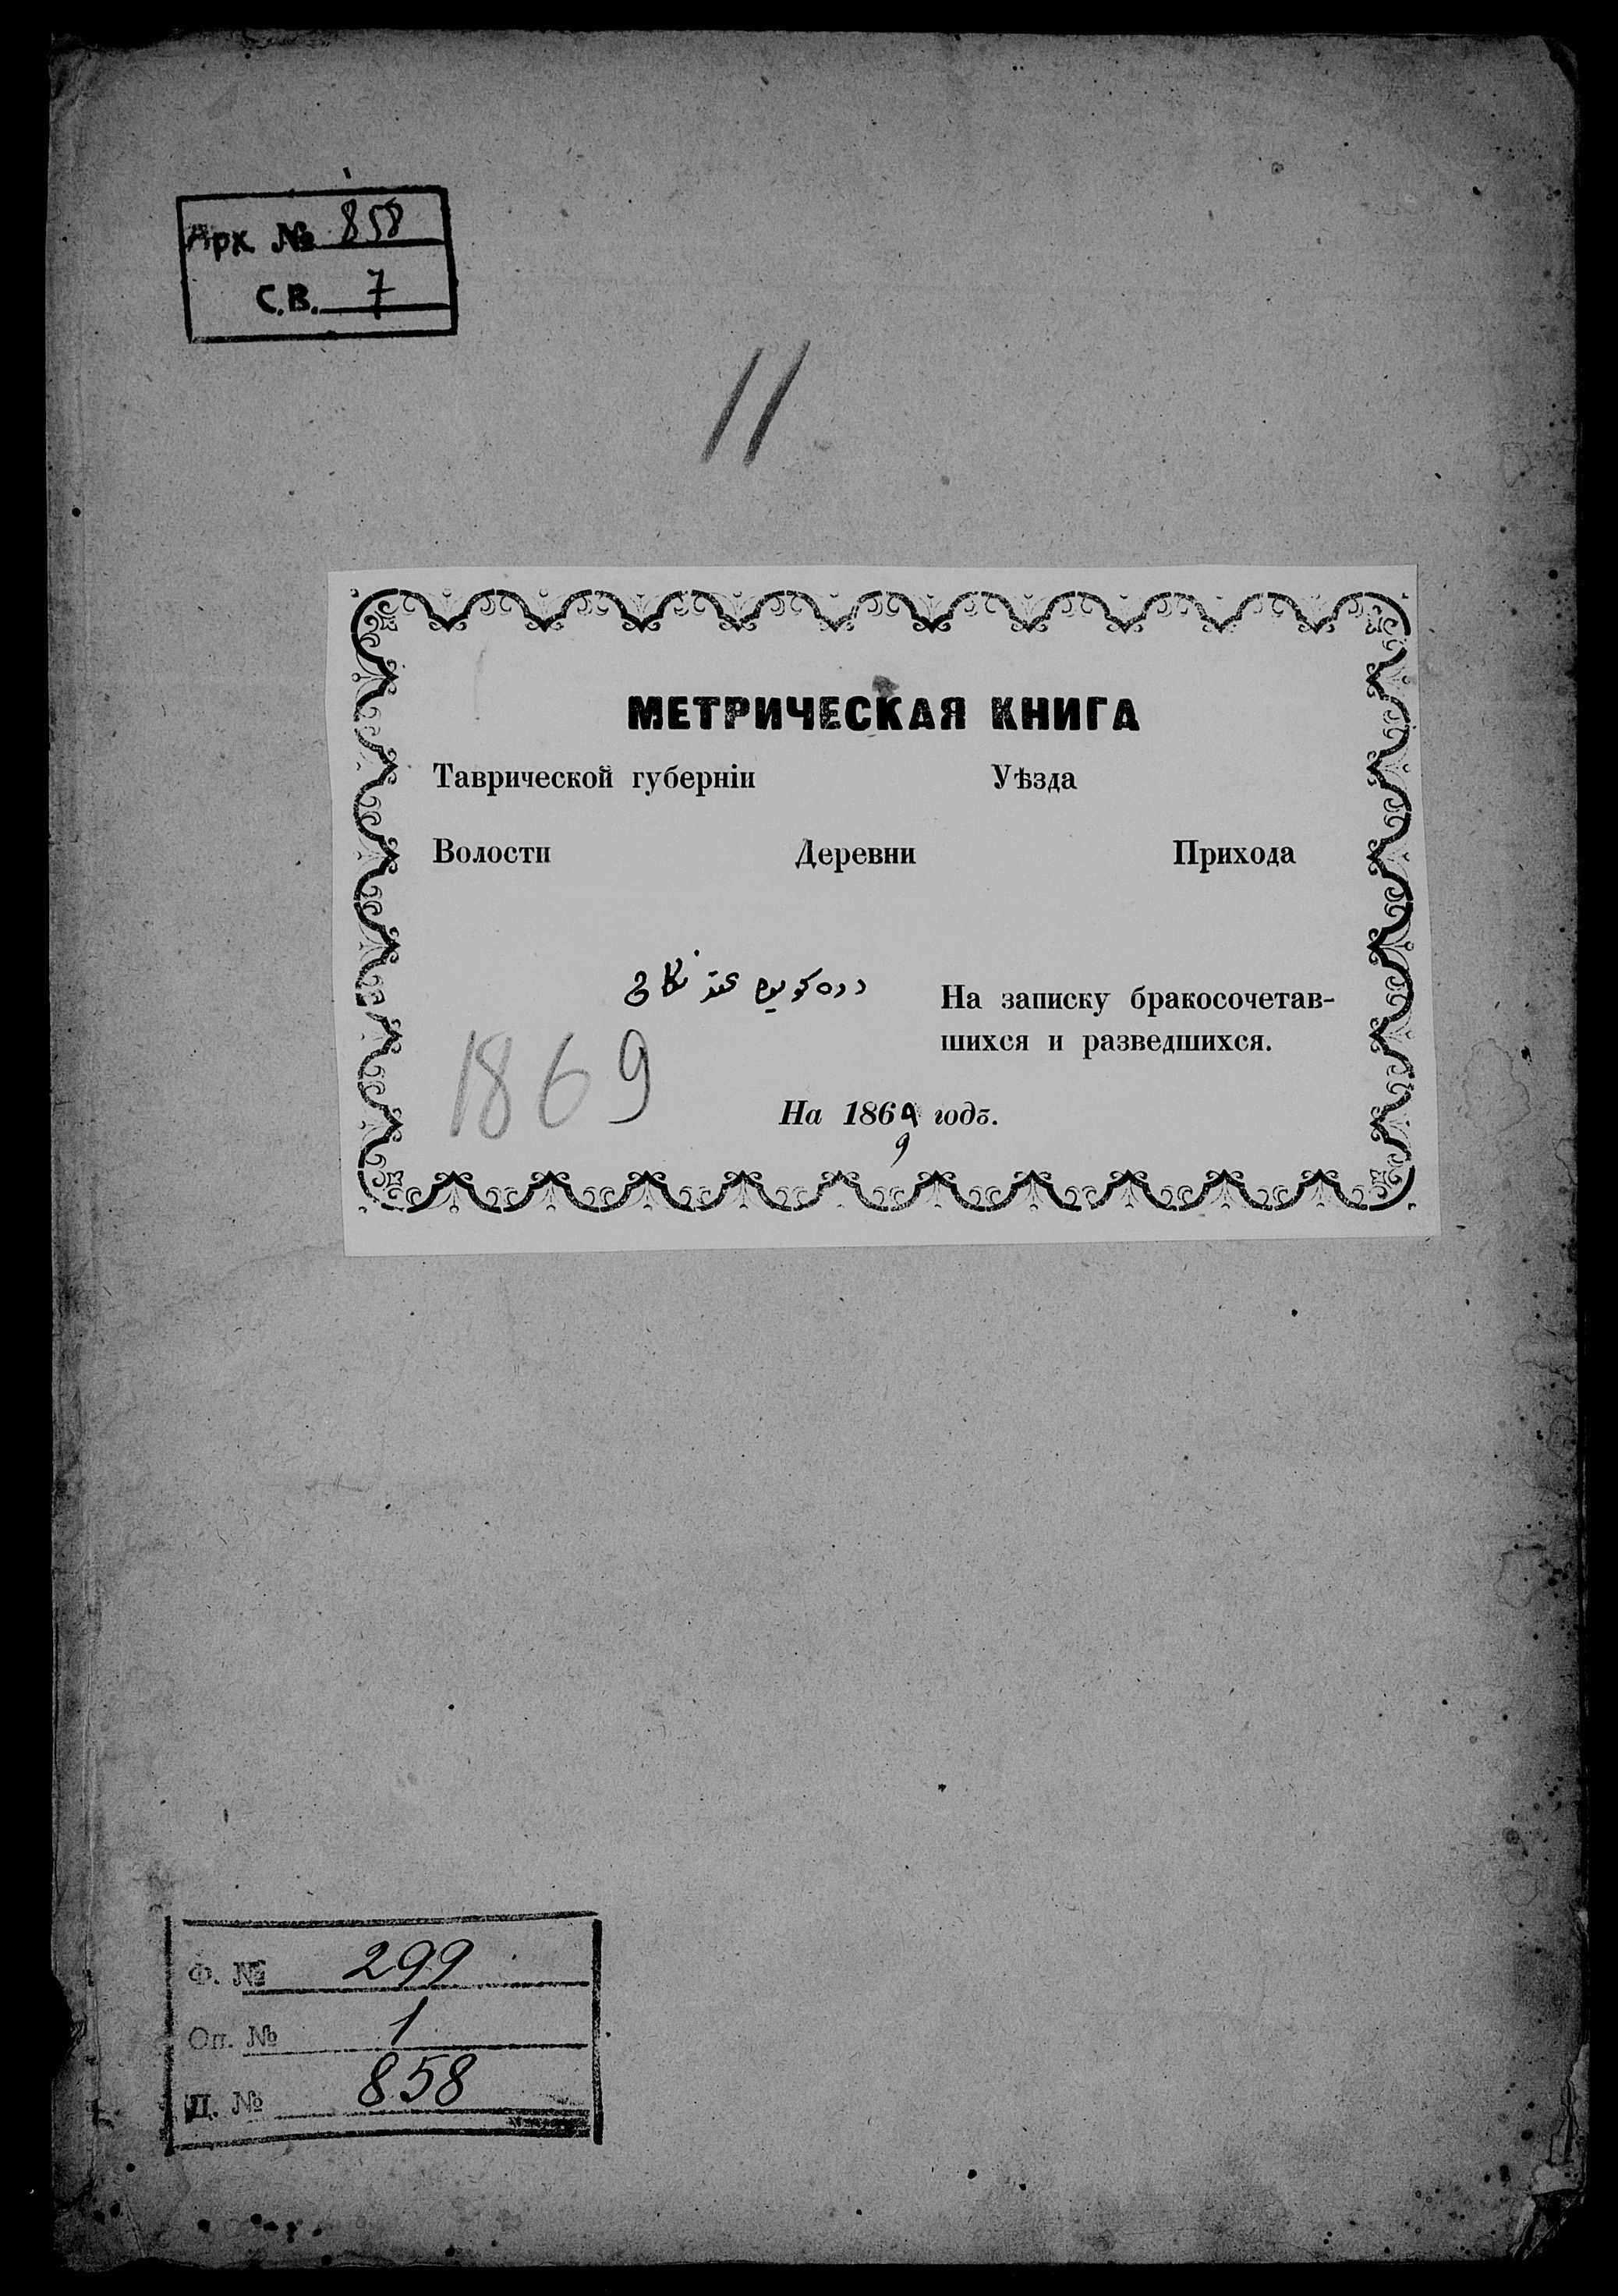 Арх. № 858
С.В. 7
11
МЕТРИЧЕСКАЯ КНИГА
Таврической губернiи Уѣзда
Волости Деревни Прихода
На записку бракосочетав-
шихся и разведшихся.
1869
На 1869 годъ.
9
Ф. № 299
Оп. № 1
Д. № 858